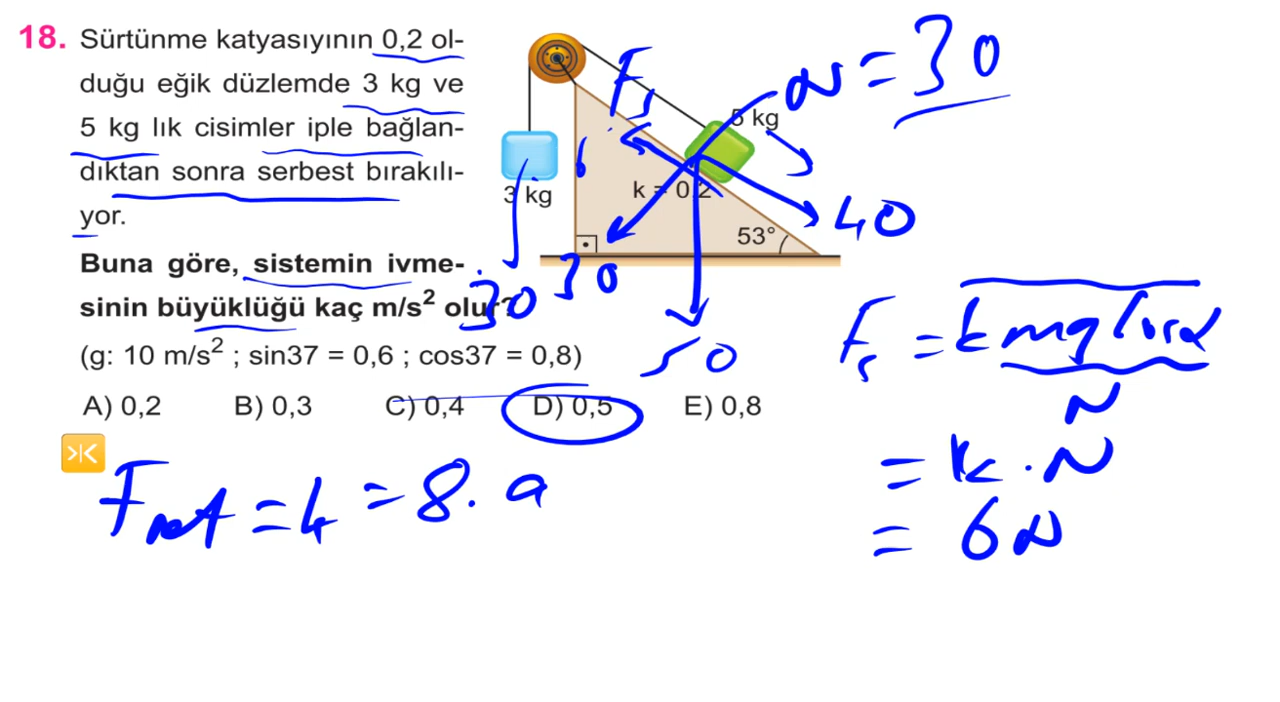 18. Sürtünme katyasıyının 0,2 ol-
duğu eğik düzlemde 3 kg ve
5 kg lık cisimler iple bağlan-
dıktan sonra serbest bırakılı-
yor.
Buna göre, sistemin ivme-
sinin büyüklüğü kaç m/s² olur?
(g: 10 m/s² ; sin37 = 0,6 ; cos37 = 0,8)
A) 0,2 B) 0,3 C) 0,4 D) 0,5 E) 0,8
Fs
N = 30
5 kg
3 kg
k = 0.2
53°
40
30
30
50
Fs = k mg cosα
N
= k . N
= 6N
Fnet = 4 = 8. a